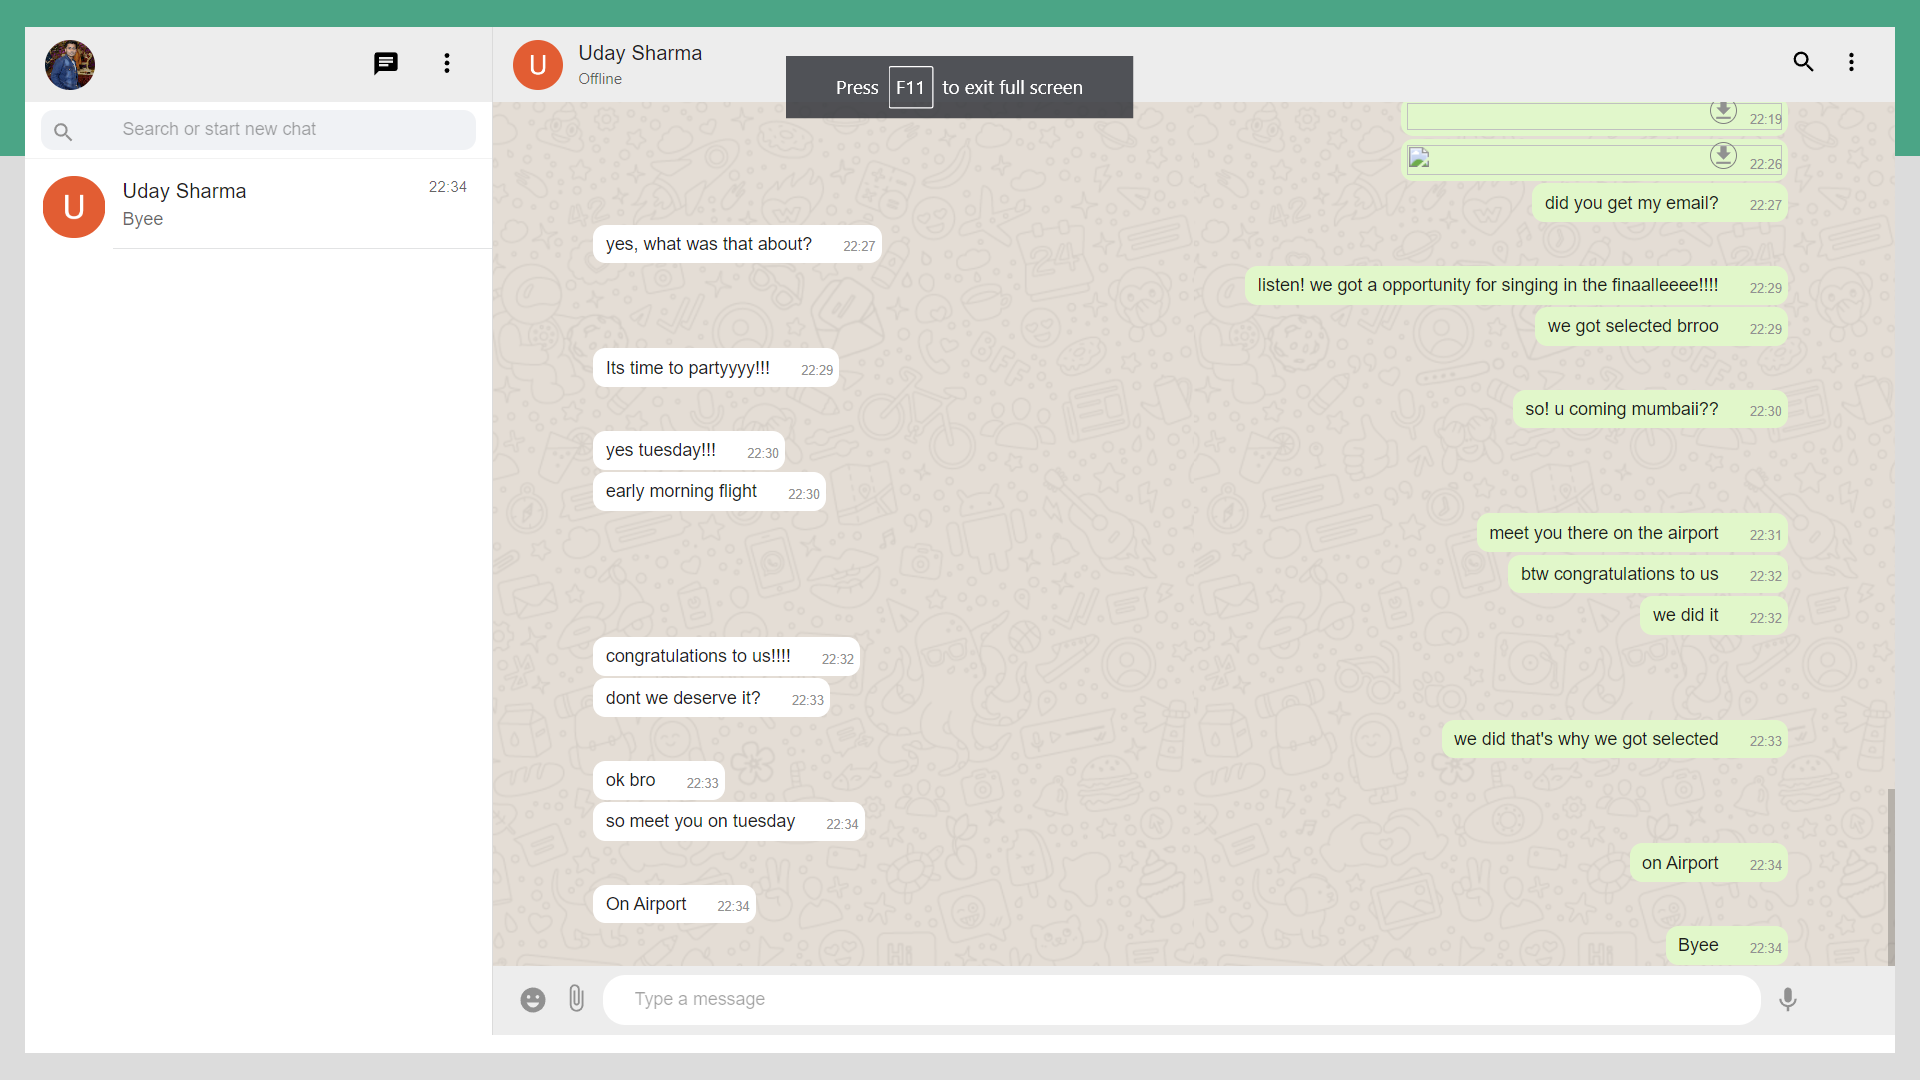 U
Uday Sharma
Offline
Press F11 to exit full screen
Search or start new chat
U
Uday Sharma
22:34
Byee
22:19
22:26
did you get my email? 22:27
yes, what was that about? 22:27
listen! we got a opportunity for singing in the finaalleeee!!!! 22:29
we got selected brroo 22:29
Its time to partyyyy!!! 22:29
so! u coming mumbaii?? 22:30
yes tuesday!!! 22:30
early morning flight 22:30
meet you there on the airport 22:31
btw congratulations to us 22:32
we did it 22:32
congratulations to us!!!! 22:32
dont we deserve it? 22:33
we did that's why we got selected 22:33
ok bro 22:33
so meet you on tuesday 22:34
on Airport 22:34
On Airport 22:34
Byee 22:34
Type a message